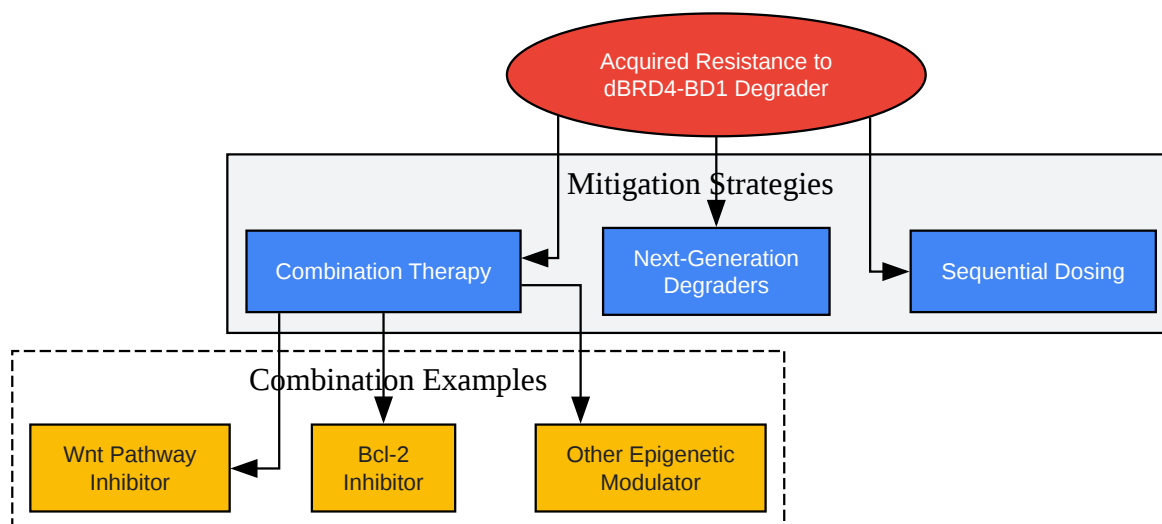 Acquired Resistance to
dBRD4-BD1 Degrader
Mitigation Strategies
Combination Therapy
Next-Generation
Degraders
Sequential Dosing
Combination Examples
Wnt Pathway
Inhibitor
Bcl-2
Inhibitor
Other Epigenetic
Modulator